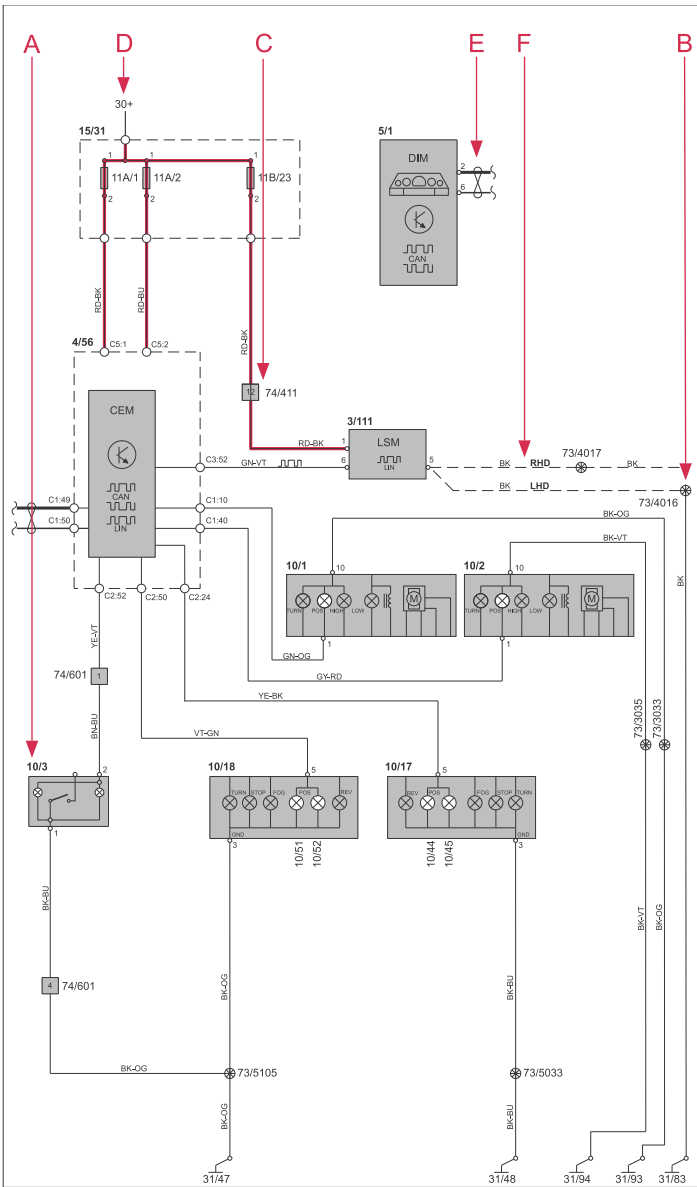 A D C E F B
30+
15/31 5/1
1 1 1
11A/1 11A/2 11B/23
2 2 2
DIM
2
6
CAN
RD-BK RD-BU RD-BK
4/56 C5:1 C5:2
12 74/411
CEM
3/111
RD-BK 1 LSM
C3:52 GN-VT 6 LIN 5 BK RHD 73/4017 BK
BK LHD
73/4016
CAN
LIN
C1:49 C1:10
C1:50 C1:40
BK-OG
BK-VT
BK
10/1 10 10/2 10
C2:52 C2:50 C2:24
TURN POS HIGH LOW M TURN POS HIGH LOW M
1 1
YE-VT
GN-OG
GY-RD
74/601 1
YE-BK
BN-BU
VT-GN
73/3035 73/3033
10/3 2 10/18 5 10/17 5
TURN STOP FOG POS REV REV POS FOG STOP TURN
1
GND GND
3 3
10/51 10/52 10/44 10/45
BK-BU
BK-VT BK-OG
4 74/601
BK-OG BK-BU
BK-OG 73/5105 73/5033
BK-OG BK-BU
31/47 31/48 31/94 31/93 31/83